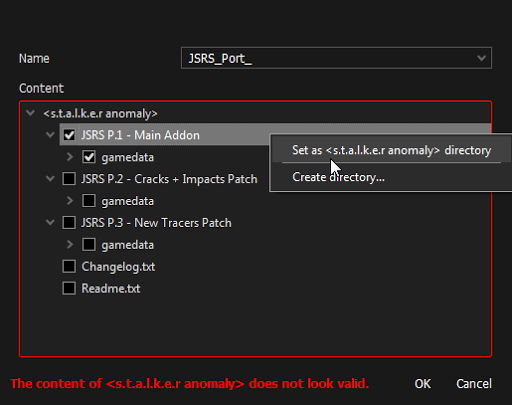 Name
JSRS_Port_
Content
<s.t.a.l.k.e.r anomaly>
JSRS P.1 - Main Addon
gamedata
Set as <s.t.a.l.k.e.r anomaly> directory
JSRS P.2 - Cracks + Impacts Patch
Create directory...
gamedata
JSRS P.3 - New Tracers Patch
gamedata
Changelog.txt
Readme.txt
The content of <s.t.a.l.k.e.r anomaly> does not look valid.
OK
Cancel